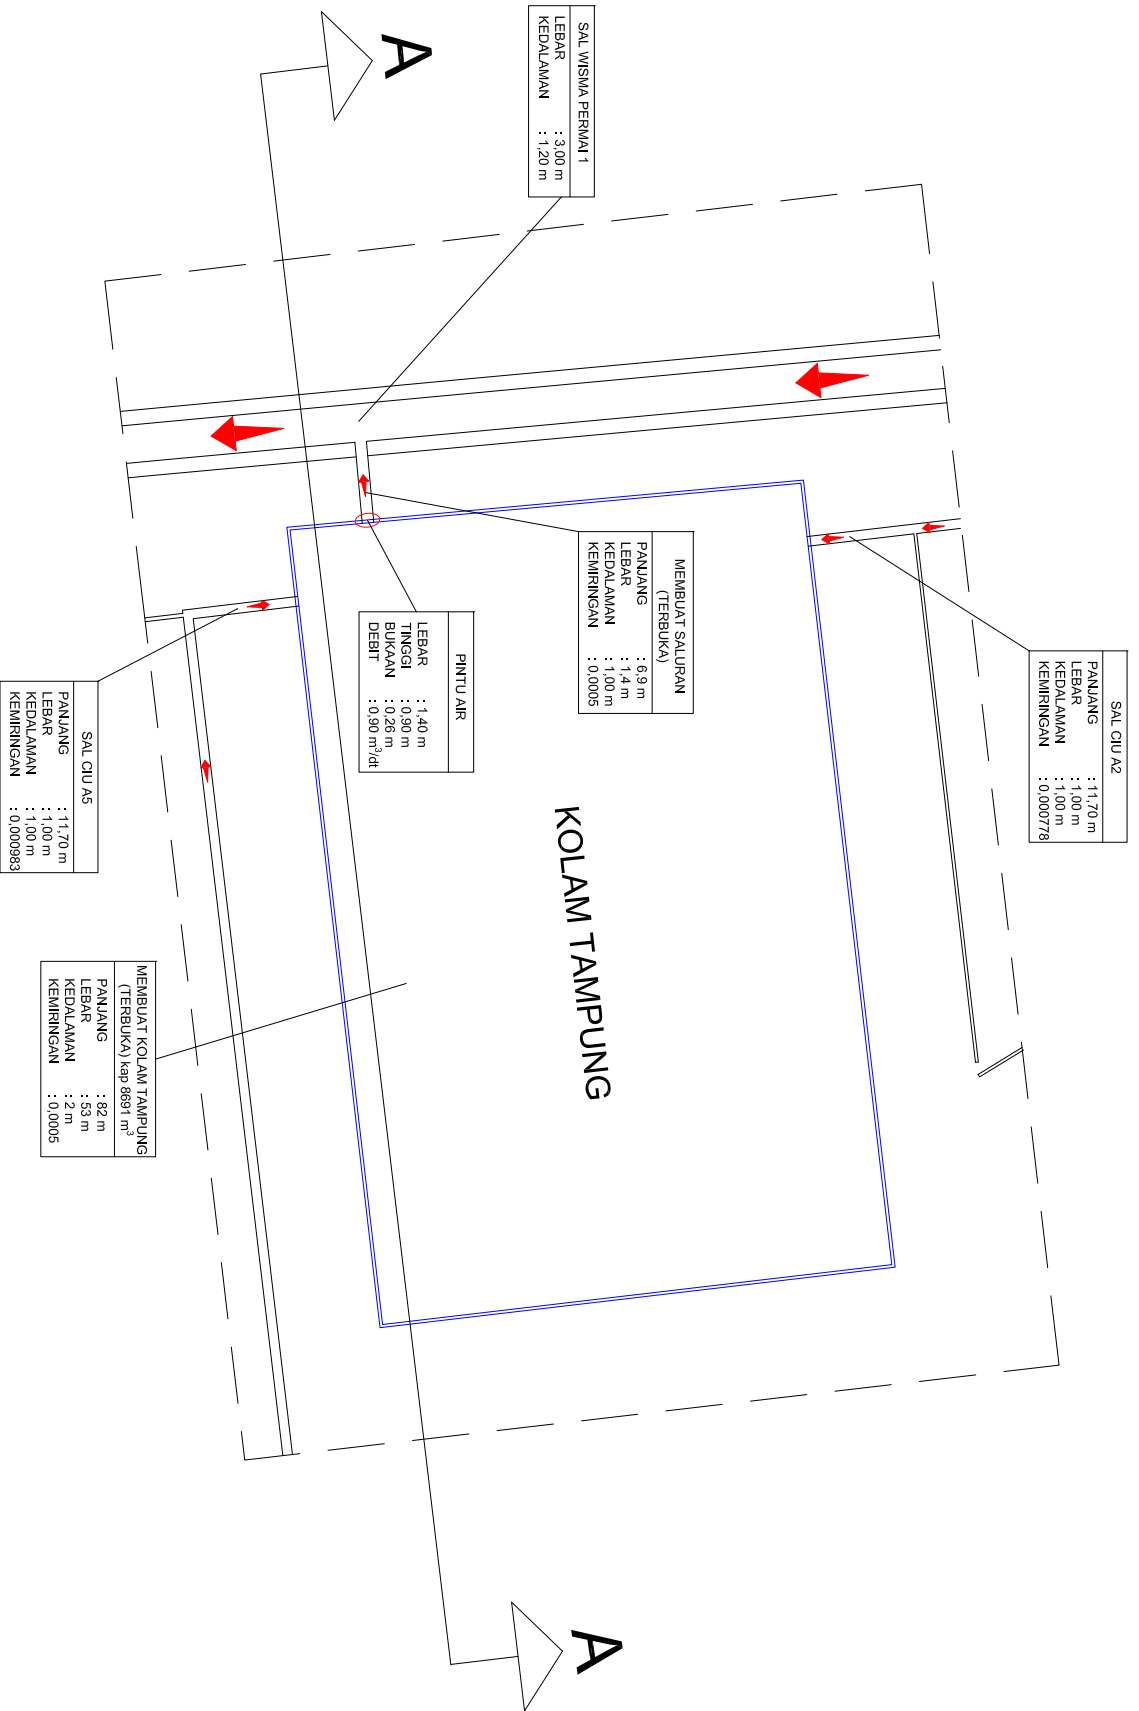 A
SAL WISMA PERMAI 1
LEBAR : 3,00 m
KEDALAMAN : 1,20 m
SAL CIU A2
PANJANG : 11,70 m
LEBAR : 1,00 m
KEDALAMAN : 1,00 m
KEMIRINGAN : 0,000778
MEMBUAT SALURAN
(TERBUKA)
PANJANG : 6,9 m
LEBAR : 1,4 m
KEDALAMAN : 1,00 m
KEMIRINGAN : 0,0005
PINTU AIR
LEBAR : 1,40 m
TINGGI : 0,90 m
BUKAAN : 0,26 m
DEBIT : 0,90 m³/dt
SAL CIU A5
PANJANG : 11,70 m
LEBAR : 1,00 m
KEDALAMAN : 1,00 m
KEMIRINGAN : 0,000983
KOLAM TAMPUNG
MEMBUAT KOLAM TAMPUNG
(TERBUKA) kap 8691 m³
PANJANG : 82 m
LEBAR : 53 m
KEDALAMAN : 2 m
KEMIRINGAN : 0,0005
A